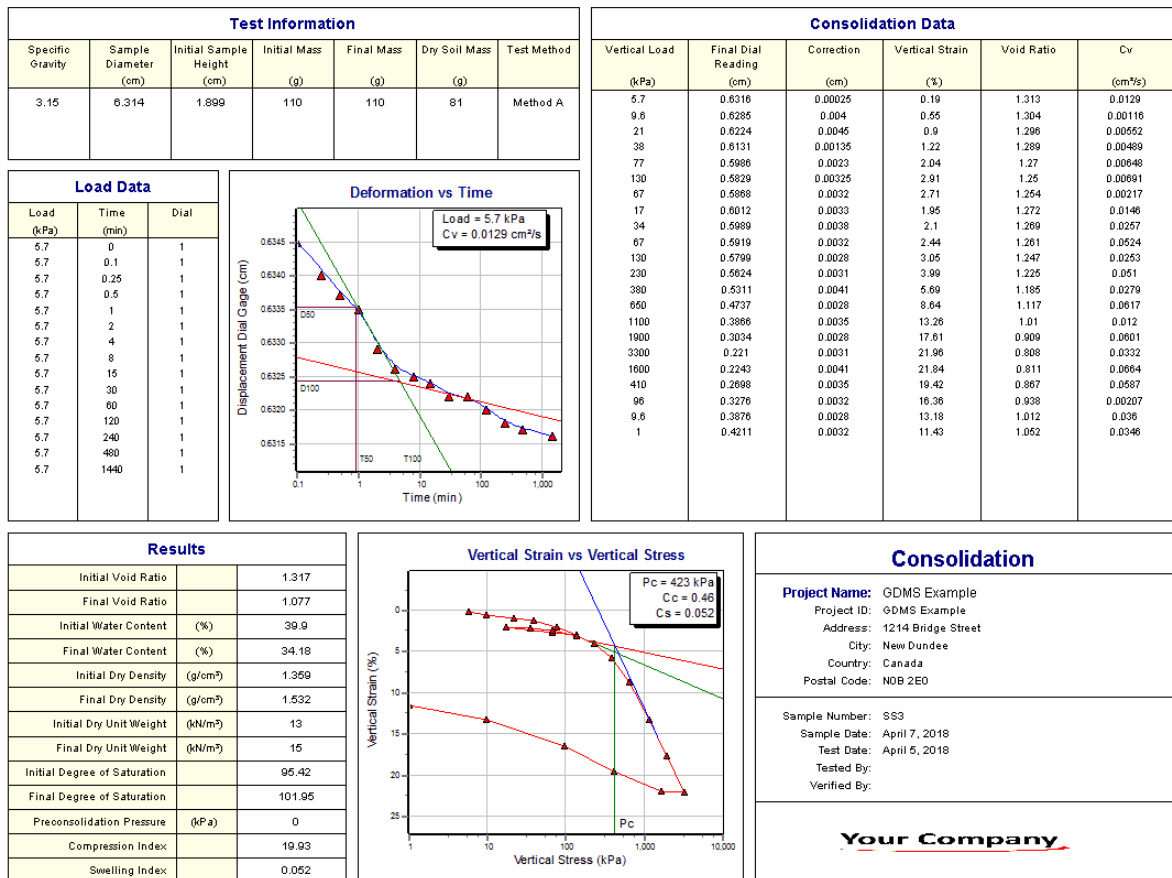 Test Information
Specific Gravity | Sample Diameter (cm) | Initial Sample Height (cm) | Initial Mass (g) | Final Mass (g) | Dry Soil Mass (g) | Test Method
3.15 | 6.314 | 1.899 | 110 | 110 | 81 | Method A
Load Data
Load (kPa) | Time (min) | Dial
5.7 | 0 | 1
5.7 | 0.1 | 1
5.7 | 0.25 | 1
5.7 | 0.5 | 1
5.7 | 1 | 1
5.7 | 2 | 1
5.7 | 4 | 1
5.7 | 8 | 1
5.7 | 15 | 1
5.7 | 30 | 1
5.7 | 60 | 1
5.7 | 120 | 1
5.7 | 240 | 1
5.7 | 480 | 1
5.7 | 1440 | 1
Deformation vs Time
Load = 5.7 kPa
Cv = 0.0129 cm²/s
Displacement Dial Gage (cm)
0.6345
0.6340
0.6335
0.6330
0.6325
0.6320
0.6315
D50
D100
T50 T100
0.1 1 10 100 1,000
Time (min)
Consolidation Data
Vertical Load (kPa) | Final Dial Reading (cm) | Correction (cm) | Vertical Strain (%) | Void Ratio | Cv (cm²/s)
5.7 | 0.6316 | 0.00025 | 0.19 | 1.313 | 0.0129
9.6 | 0.6285 | 0.004 | 0.55 | 1.304 | 0.00116
21 | 0.6224 | 0.0045 | 0.9 | 1.296 | 0.00552
38 | 0.6131 | 0.00135 | 1.22 | 1.289 | 0.00489
77 | 0.5986 | 0.0023 | 2.04 | 1.27 | 0.00648
130 | 0.5829 | 0.00325 | 2.91 | 1.25 | 0.00691
67 | 0.5868 | 0.0032 | 2.71 | 1.254 | 0.00217
17 | 0.6012 | 0.0033 | 1.95 | 1.272 | 0.0146
34 | 0.5989 | 0.0038 | 2.1 | 1.269 | 0.0257
67 | 0.5919 | 0.0032 | 2.44 | 1.261 | 0.0524
130 | 0.5799 | 0.0028 | 3.05 | 1.247 | 0.0253
230 | 0.5624 | 0.0031 | 3.99 | 1.225 | 0.051
380 | 0.5311 | 0.0041 | 5.69 | 1.185 | 0.0279
650 | 0.4737 | 0.0028 | 8.64 | 1.117 | 0.0617
1100 | 0.3866 | 0.0035 | 13.26 | 1.01 | 0.012
1900 | 0.3034 | 0.0028 | 17.61 | 0.909 | 0.0601
3300 | 0.221 | 0.0031 | 21.96 | 0.808 | 0.0332
1600 | 0.2243 | 0.0041 | 21.84 | 0.811 | 0.0664
410 | 0.2698 | 0.0035 | 19.42 | 0.867 | 0.0587
96 | 0.3276 | 0.0032 | 16.36 | 0.938 | 0.00207
9.6 | 0.3876 | 0.0028 | 13.18 | 1.012 | 0.036
1 | 0.4211 | 0.0032 | 11.43 | 1.052 | 0.0346
Results
Initial Void Ratio | 1.317
Final Void Ratio | 1.077
Initial Water Content | (%) | 39.9
Final Water Content | (%) | 34.18
Initial Dry Density | (g/cm³) | 1.359
Final Dry Density | (g/cm³) | 1.532
Initial Dry Unit Weight | (kN/m³) | 13
Final Dry Unit Weight | (kN/m³) | 15
Initial Degree of Saturation | 95.42
Final Degree of Saturation | 101.95
Preconsolidation Pressure | (kPa) | 0
Compression Index | 19.93
Swelling Index | 0.052
Vertical Strain vs Vertical Stress
Pc = 423 kPa
Cc = 0.46
Cs = 0.052
Vertical Strain (%)
0
5
10
15
20
25
Pc
1 10 100 1,000 10,000
Vertical Stress (kPa)
Consolidation
Project Name: GDMS Example
Project ID: GDMS Example
Address: 1214 Bridge Street
City: New Dundee
Country: Canada
Postal Code: N0B 2E0
Sample Number: SS3
Sample Date: April 7, 2018
Test Date: April 5, 2018
Tested By:
Verified By:
Your Company